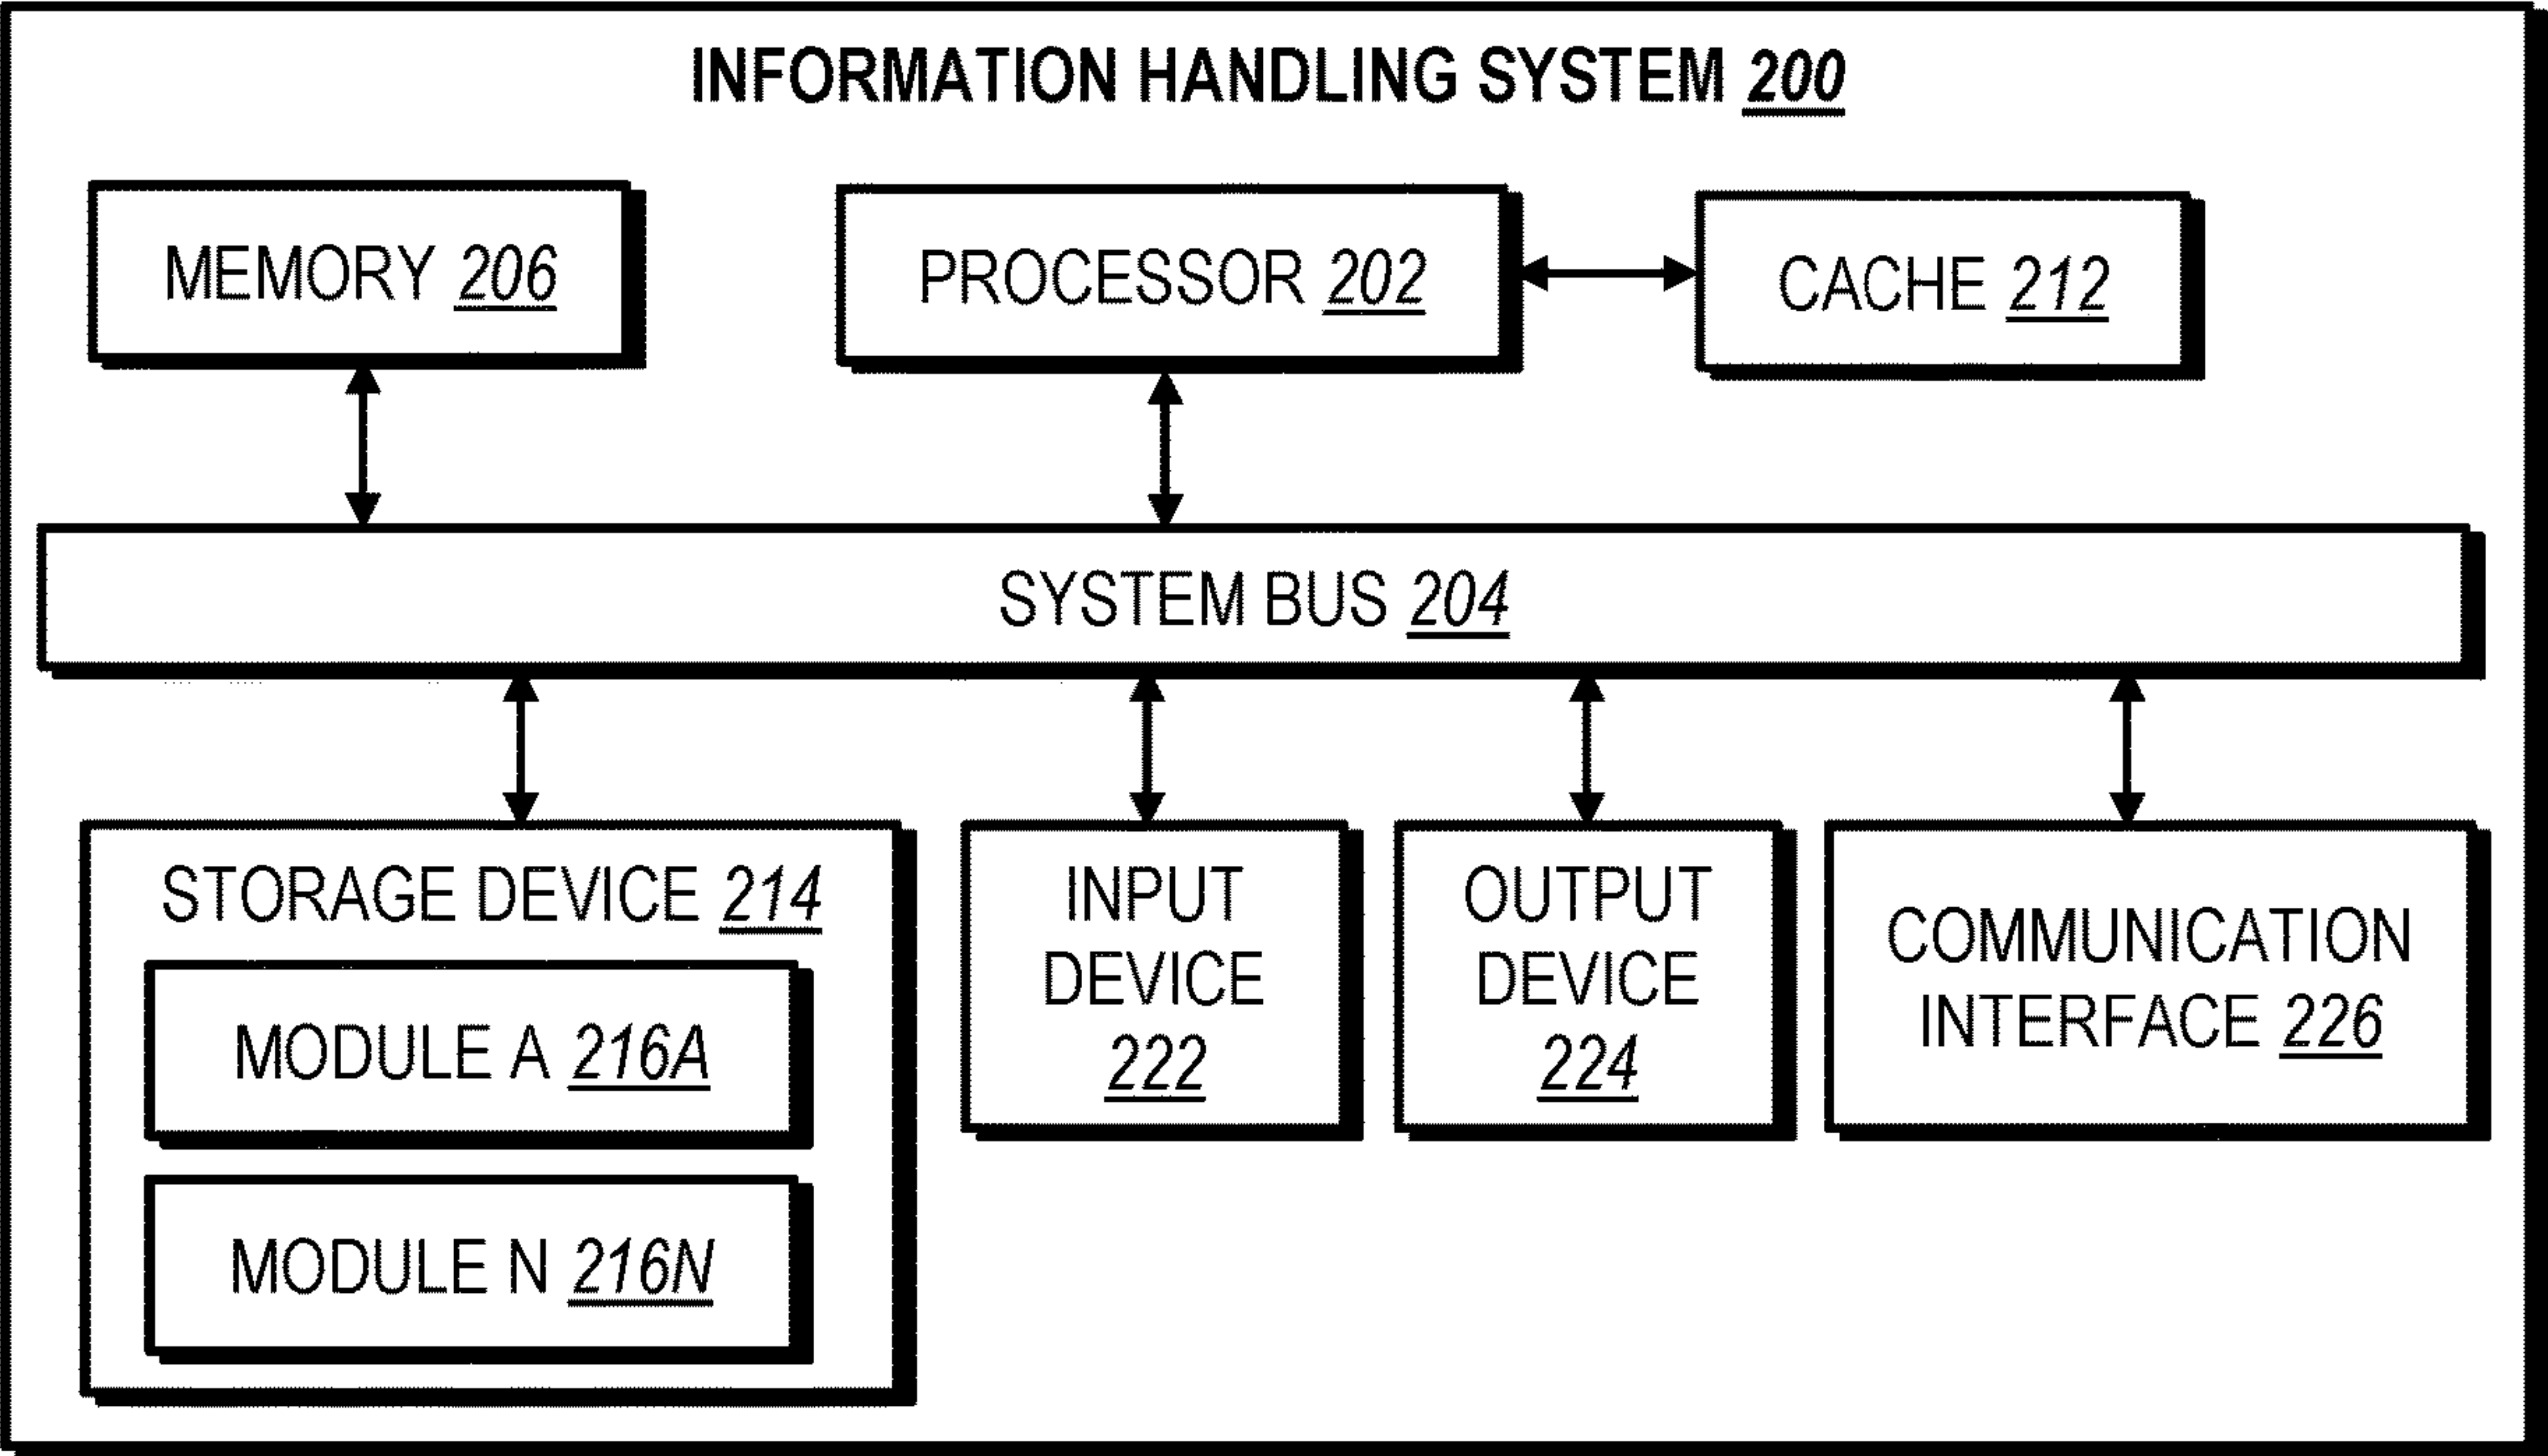 INFORMATION HANDLING SYSTEM 200
MEMORY 206
PROCESSOR 202
CACHE 212
SYSTEM BUS 204
STORAGE DEVICE 214
MODULE A 216A
MODULE N 216N
INPUT
DEVICE
222
OUTPUT
DEVICE
224
COMMUNICATION
INTERFACE 226